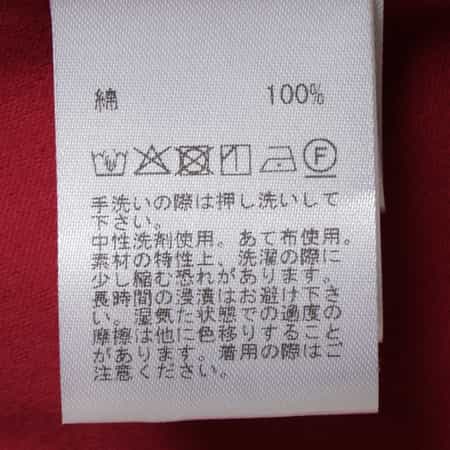 綿 100%
F
手洗いの際は押し洗いして
下さい。
中性洗剤使用。あて布使用。
素材の特性上、洗濯の際に
少し縮む恐れがあります。
長時間の浸漬はお避け下さ
い。湿気た状態での過度の
摩擦は他に色移りすること
があります。着用の際はご
注意ください。